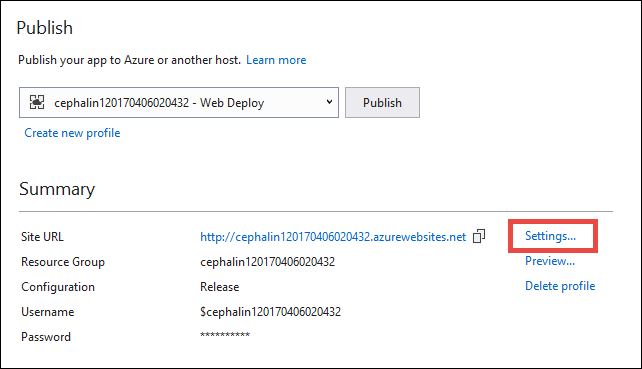 Publish
Publish your app to Azure or another host. Learn more
cephalin120170406020432 - Web Deploy Publish
Create new profile
Summary
Site URL http://cephalin120170406020432.azurewebsites.net Settings...
Resource Group cephalin120170406020432 Preview...
Configuration Release Delete profile
Username $cephalin120170406020432
Password **********